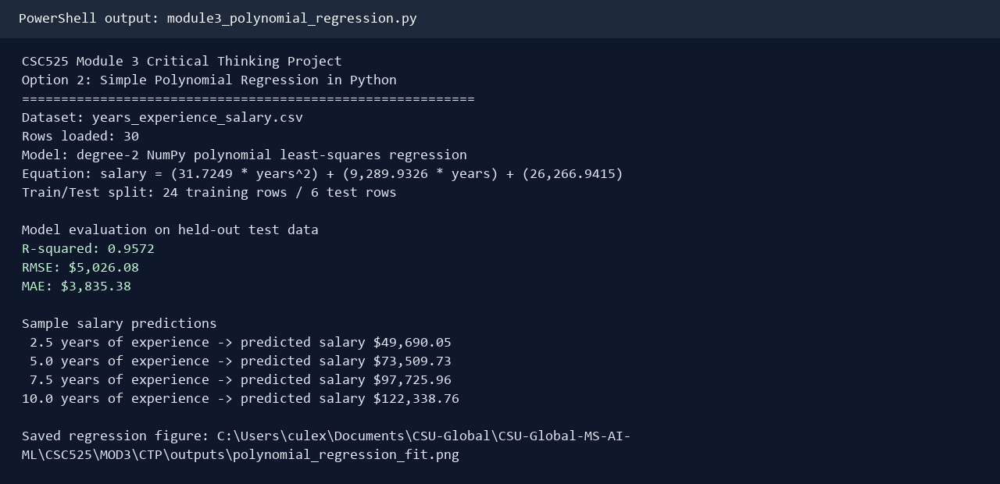 PowerShell output: module3_polynomial_regression.py
CSC525 Module 3 Critical Thinking Project
Option 2: Simple Polynomial Regression in Python
==========================================================
Dataset: years_experience_salary.csv
Rows loaded: 30
Model: degree-2 NumPy polynomial least-squares regression
Equation: salary = (31.7249 * years^2) + (9,289.9326 * years) + (26,266.9415)
Train/Test split: 24 training rows / 6 test rows
Model evaluation on held-out test data
R-squared: 0.9572
RMSE: $5,026.08
MAE: $3,835.38
Sample salary predictions
2.5 years of experience -> predicted salary $49,690.05
5.0 years of experience -> predicted salary $73,509.73
7.5 years of experience -> predicted salary $97,725.96
10.0 years of experience -> predicted salary $122,338.76
Saved regression figure: C:\Users\culex\Documents\CSU-Global\CSU-Global-MS-AI-
ML\CSC525\MOD3\CTP\outputs\polynomial_regression_fit.png